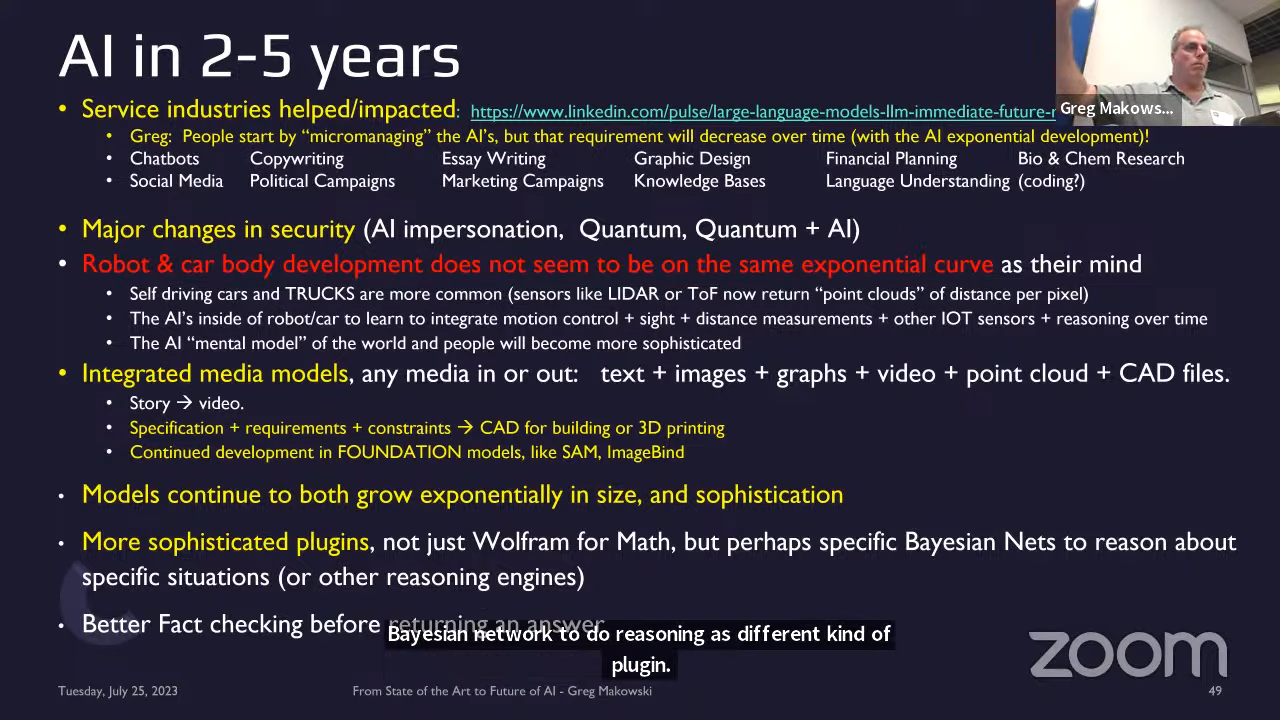 AI in 2-5 years
• Service industries helped/impacted: https://www.linkedin.com/pulse/large-language-models-llm-immediate-future-r
Greg Makows...
• Greg: People start by “micromanaging” the AI’s, but that requirement will decrease over time (with the AI exponential development)!
• Chatbots Copywriting Essay Writing Graphic Design Financial Planning Bio & Chem Research
• Social Media Political Campaigns Marketing Campaigns Knowledge Bases Language Understanding (coding?)
• Major changes in security (AI impersonation, Quantum, Quantum + AI)
• Robot & car body development does not seem to be on the same exponential curve as their mind
• Self driving cars and TRUCKS are more common (sensors like LIDAR or ToF now return “point clouds” of distance per pixel)
• The AI’s inside of robot/car to learn to integrate motion control + sight + distance measurements + other IOT sensors + reasoning over time
• The AI “mental model” of the world and people will become more sophisticated
• Integrated media models, any media in or out: text + images + graphs + video + point cloud + CAD files.
• Story → video.
• Specification + requirements + constraints → CAD for building or 3D printing
• Continued development in FOUNDATION models, like SAM, ImageBind
• Models continue to both grow exponentially in size, and sophistication
• More sophisticated plugins, not just Wolfram for Math, but perhaps specific Bayesian Nets to reason about
specific situations (or other reasoning engines)
• Better Fact checking before returning an answer
Bayesian network to do reasoning as different kind of
plugin.
zoom
Tuesday, July 25, 2023 From State of the Art to Future of AI - Greg Makowski 49